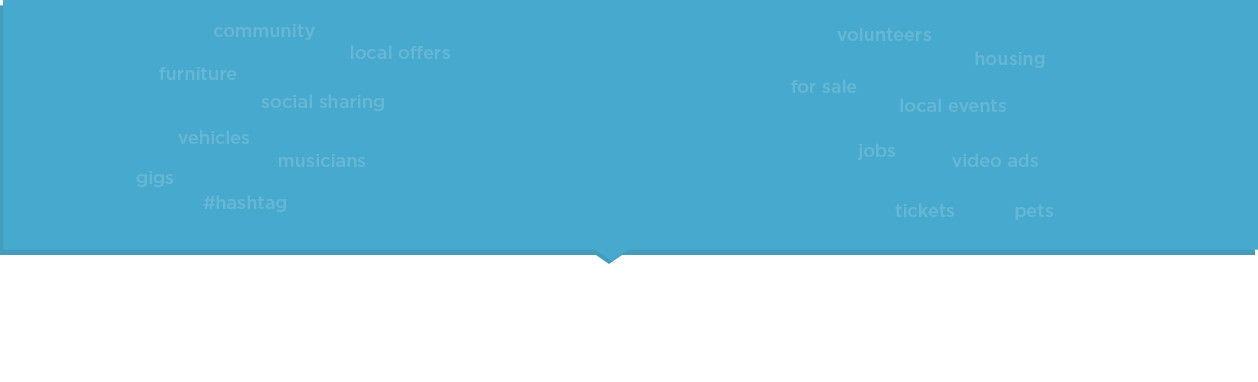 community
local offers
furniture
social sharing
vehicles
musicians
gigs
#hashtag
volunteers
housing
for sale
local events
jobs
video ads
tickets
pets